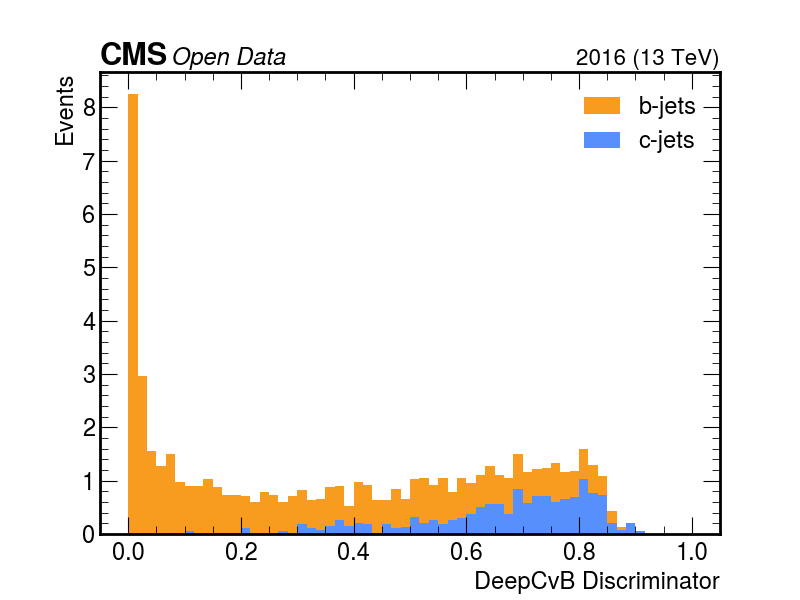 CMS Open Data 2016 (13 TeV)
Events
b-jets
c-jets
8
7
6
5
4
3
2
1
0
0.0 0.2 0.4 0.6 0.8 1.0
DeepCvB Discriminator